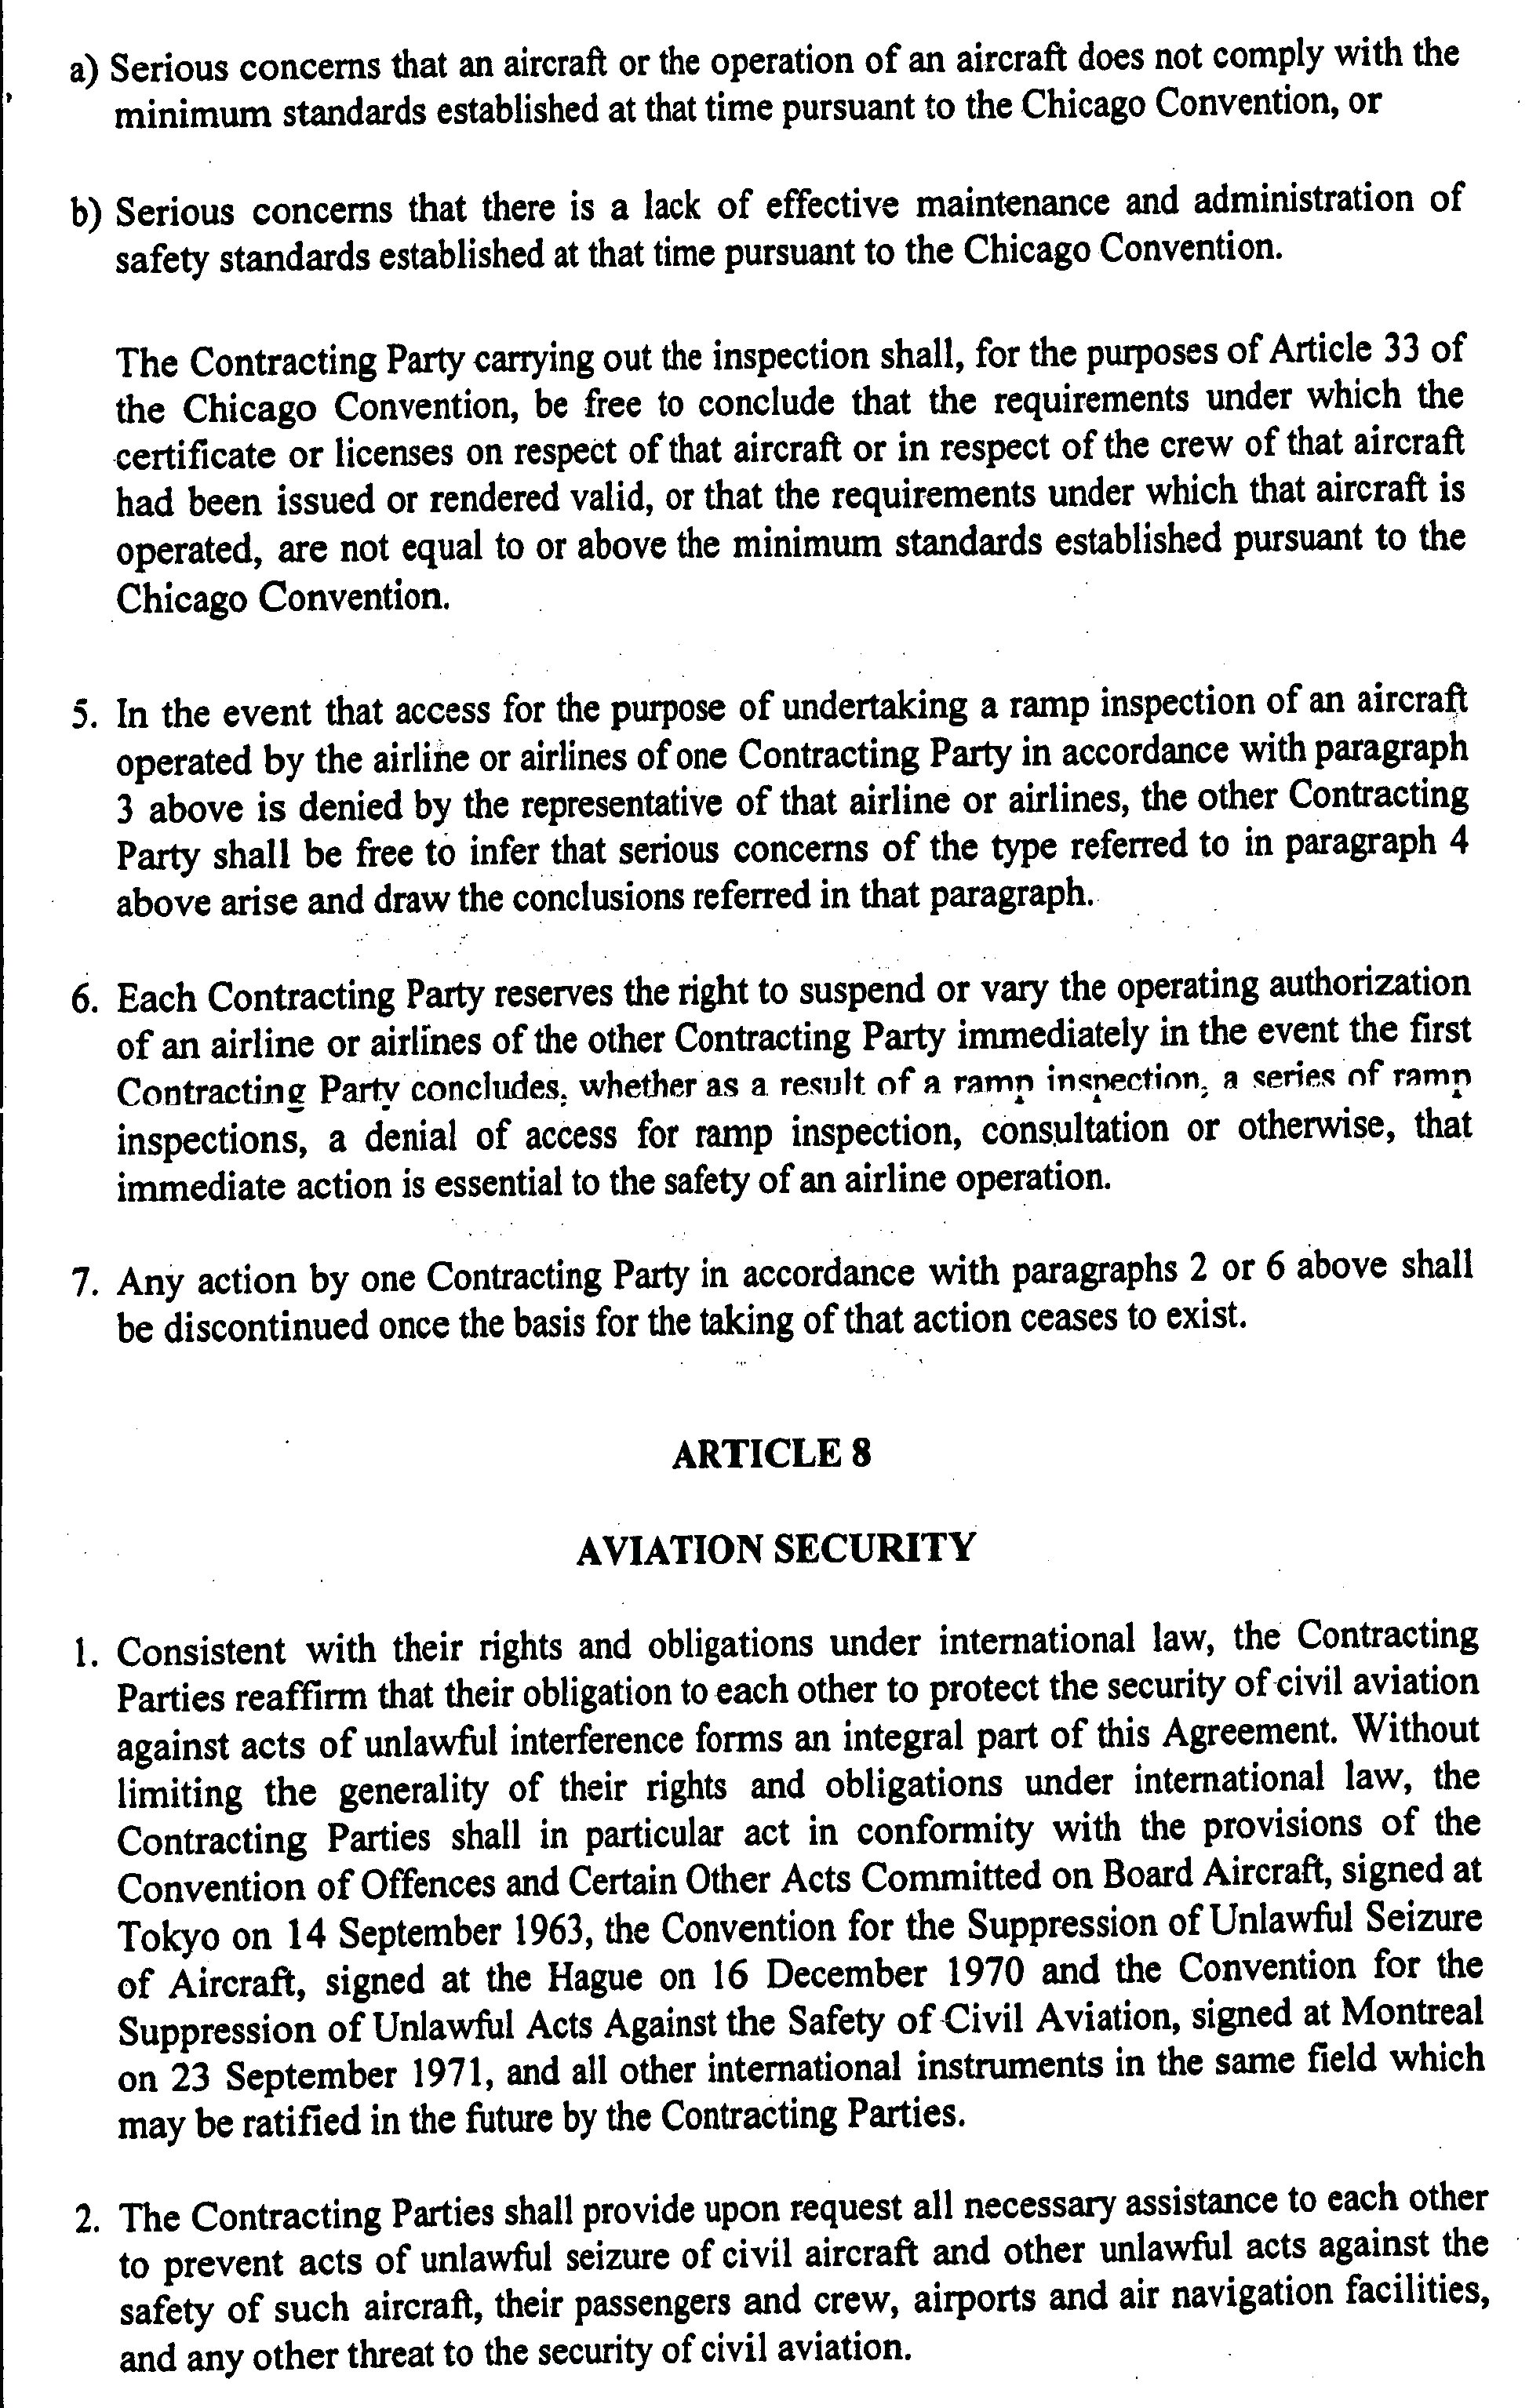 a) Serious concerns that an aircraft or the operation of an aircraft does not comply with the
minimum standards established at that time pursuant to the Chicago Convention, or
b) Serious concerns that there is a lack of effective maintenance and administration of
safety standards established at that time pursuant to the Chicago Convention.
The Contracting Party carrying out the inspection shall, for the purposes of Article 33 of
the Chicago Convention, be free to conclude that the requirements under which the
certificate or licenses on respect of that aircraft or in respect of the crew of that aircraft
had been issued or rendered valid, or that the requirements under which that aircraft is
operated, are not equal to or above the minimum standards established pursuant to the
Chicago Convention.
5. In the event that access for the purpose of undertaking a ramp inspection of an aircraft
operated by the airline or airlines of one Contracting Party in accordance with paragraph
3 above is denied by the representative of that airline or airlines, the other Contracting
Party shall be free to infer that serious concerns of the type referred to in paragraph 4
above arise and draw the conclusions referred in that paragraph.
6. Each Contracting Party reserves the right to suspend or vary the operating authorization
of an airline or airlines of the other Contracting Party immediately in the event the first
Contracting Party concludes, whether as a result of a ramp inspection, a series of ramp
inspections, a denial of access for ramp inspection, consultation or otherwise, that
immediate action is essential to the safety of an airline operation.
7. Any action by one Contracting Party in accordance with paragraphs 2 or 6 above shall
be discontinued once the basis for the taking of that action ceases to exist.
ARTICLE 8
AVIATION SECURITY
1. Consistent with their rights and obligations under international law, the Contracting
Parties reaffirm that their obligation to each other to protect the security of civil aviation
against acts of unlawful interference forms an integral part of this Agreement. Without
limiting the generality of their rights and obligations under international law, the
Contracting Parties shall in particular act in conformity with the provisions of the
Convention of Offences and Certain Other Acts Committed on Board Aircraft, signed at
Tokyo on 14 September 1963, the Convention for the Suppression of Unlawful Seizure
of Aircraft, signed at the Hague on 16 December 1970 and the Convention for the
Suppression of Unlawful Acts Against the Safety of Civil Aviation, signed at Montreal
on 23 September 1971, and all other international instruments in the same field which
may be ratified in the future by the Contracting Parties.
2. The Contracting Parties shall provide upon request all necessary assistance to each other
to prevent acts of unlawful seizure of civil aircraft and other unlawful acts against the
safety of such aircraft, their passengers and crew, airports and air navigation facilities,
and any other threat to the security of civil aviation.